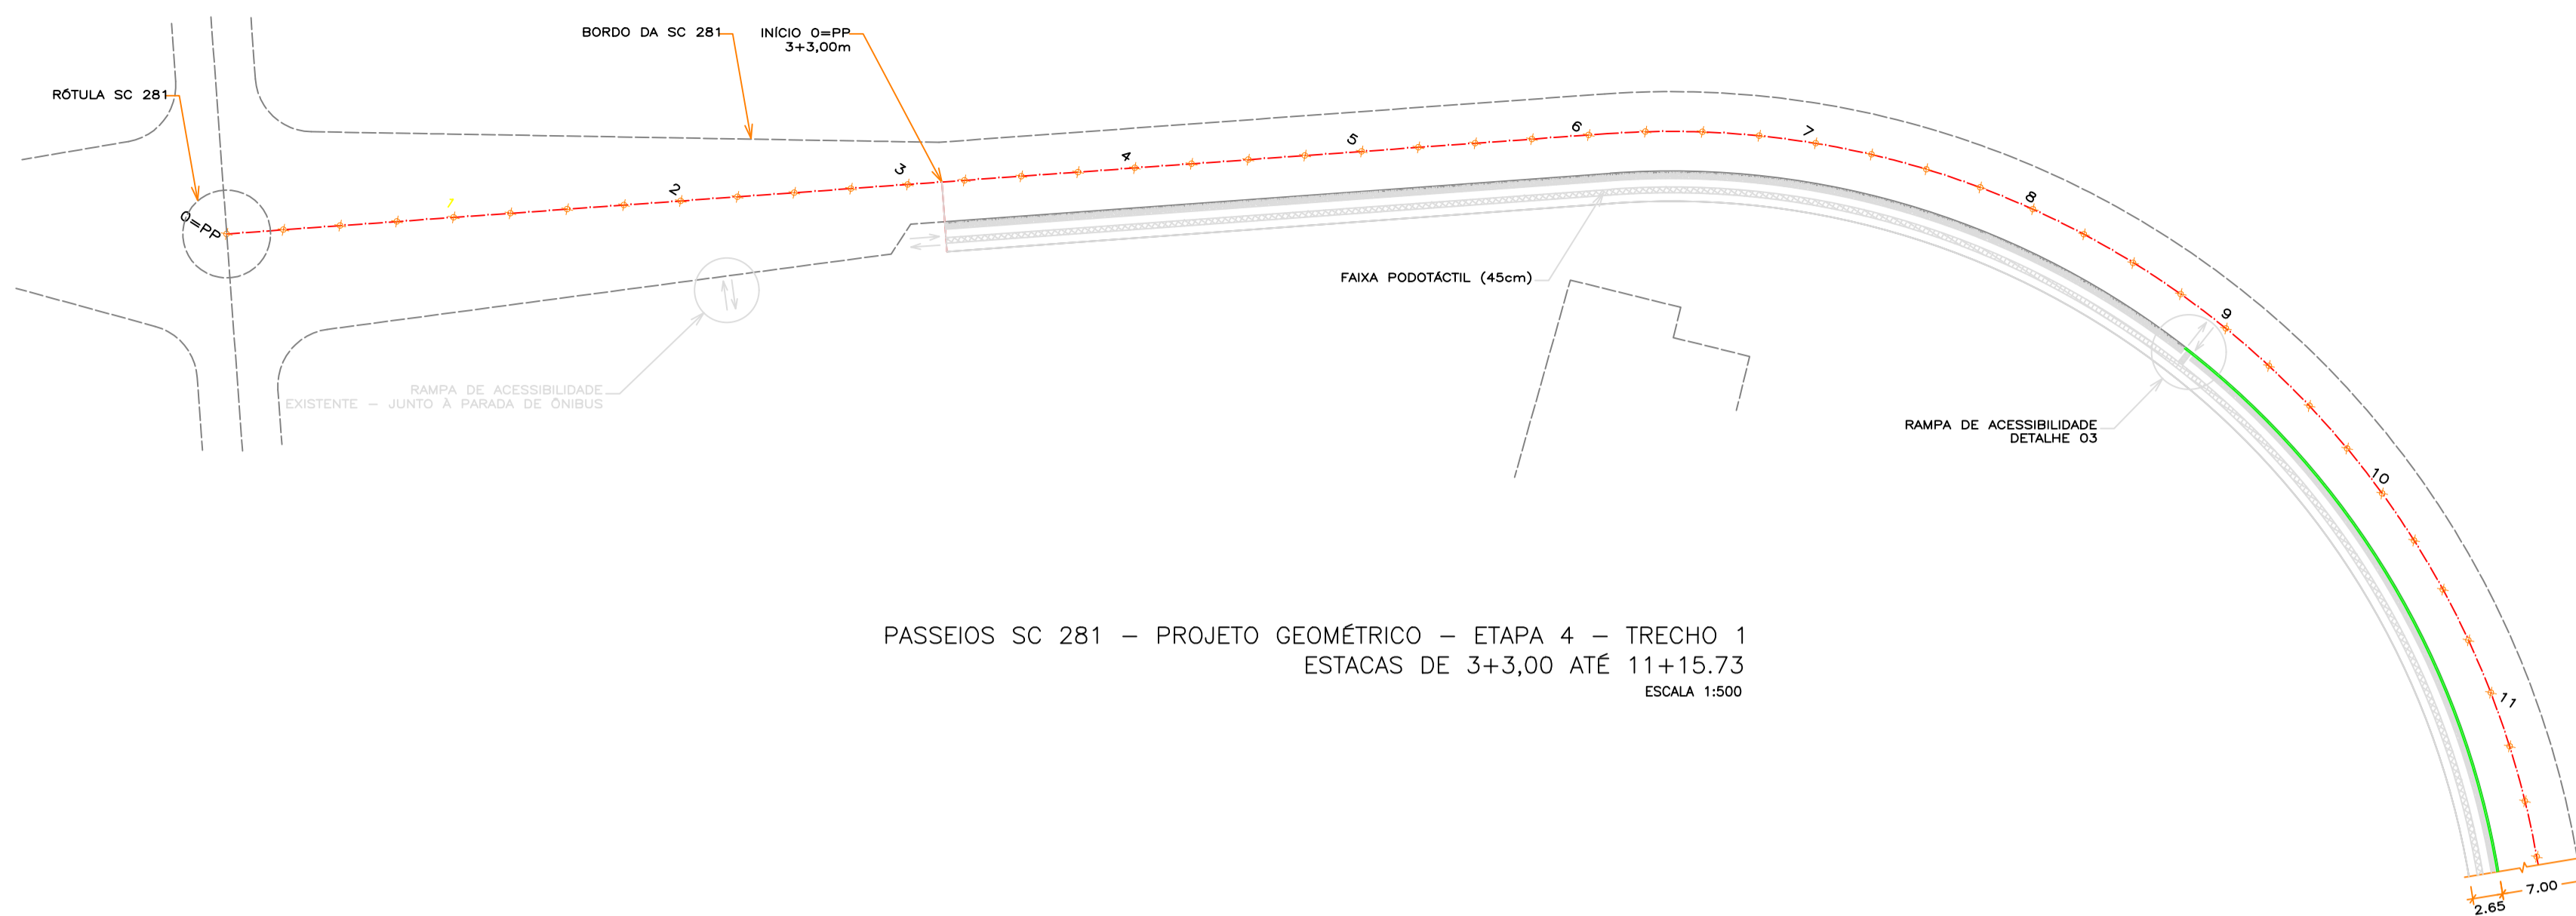 BORDO DA SC 281
INÍCIO 0=PP
3+3,00m
RÓTULA SC 281
0=PP
1
2
3
4
5
6
7
8
9
10
11
FAIXA PODOTÁCTIL (45cm)
RAMPA DE ACESSIBILIDADE
EXISTENTE – JUNTO À PARADA DE ÔNIBUS
RAMPA DE ACESSIBILIDADE
DETALHE 03
PASSEIOS SC 281 – PROJETO GEOMÉTRICO – ETAPA 4 – TRECHO 1
ESTACAS DE 3+3,00 ATÉ 11+15.73
ESCALA 1:500
2.65
7.00